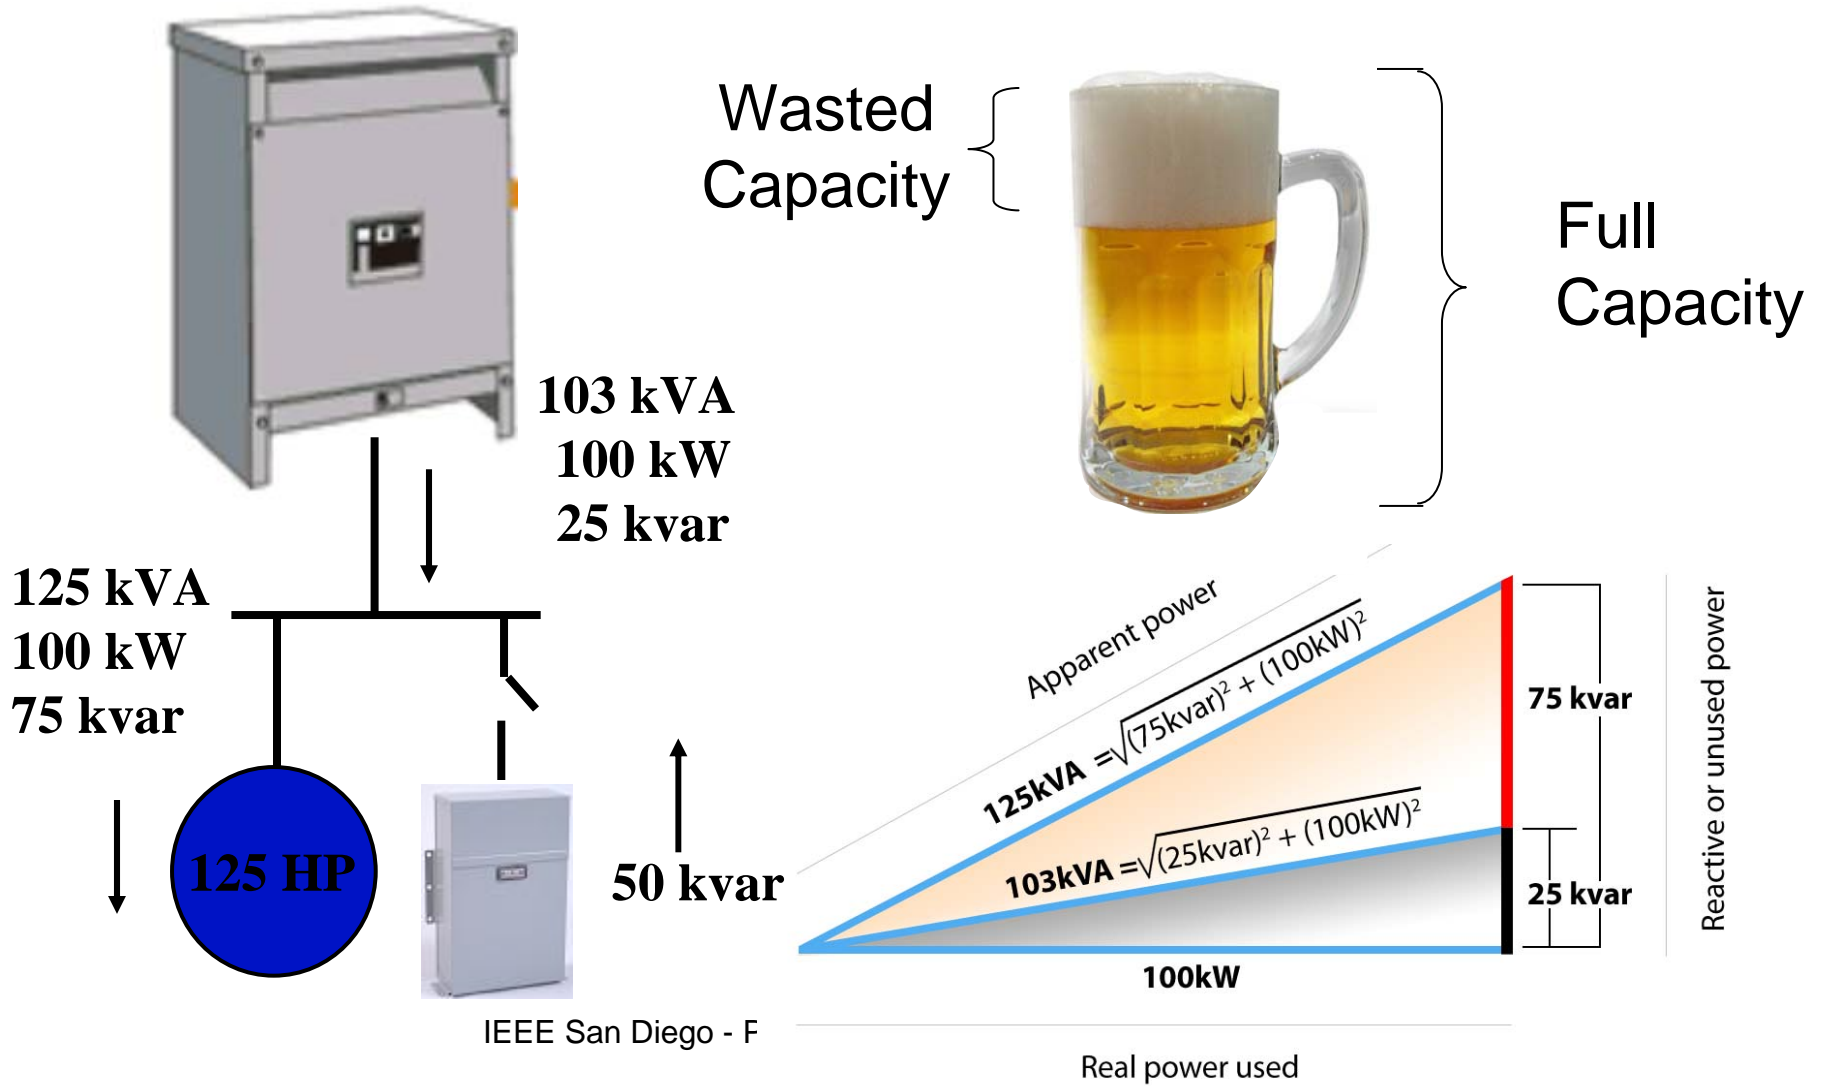 Wasted
Capacity
Full
Capacity
103 kVA
100 kW
25 kvar
125 kVA
100 kW
75 kvar
125 HP
50 kvar
Apparent power
125kVA =√(75kvar)² + (100kW)²
103kVA =√(25kvar)² + (100kW)²
75 kvar
25 kvar
Reactive or unused power
100kW
IEEE San Diego - P
Real power used